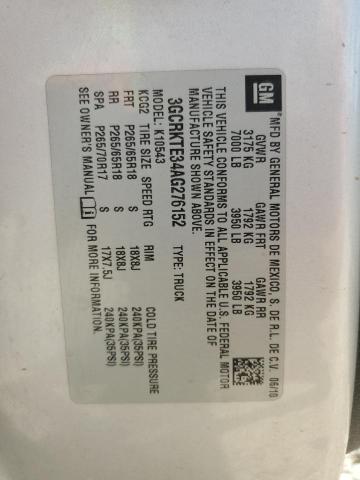 GM
MFD BY GENERAL MOTORS DE MEXICO, S. DE R.L. DE C.V. 06/10
GVWR GAWR FRT GAWR RR
3175 KG 1792 KG 1792 KG
7000 LB 3950 LB 3950 LB
THIS VEHICLE CONFORMS TO ALL APPLICABLE U.S. FEDERAL MOTOR
VEHICLE SAFETY STANDARDS IN EFFECT ON THE DATE OF
MANUFACTURE SHOWN ABOVE.
3GCRKTE34AG276152 TYPE: TRUCK
MODEL: K10543
KCG2 TIRE SIZE SPEED RTG RIM COLD TIRE PRESSURE
FRT P265/65R18 S 18X8J 240KPA(35PSI)
RR P265/65R18 S 18X8J 240KPA(35PSI)
SPA P265/70R17 S 17X7.5J 240KPA(35PSI)
SEE OWNER'S MANUAL FOR MORE INFORMATION.